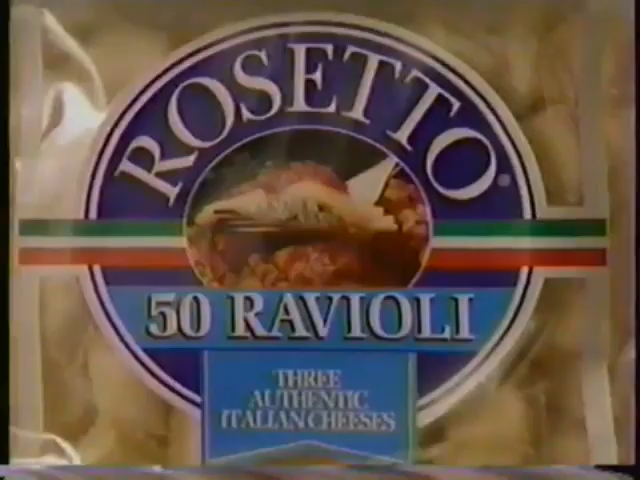 ROSETTO®
50 RAVIOLI
THREE
AUTHENTIC
ITALIAN CHEESES